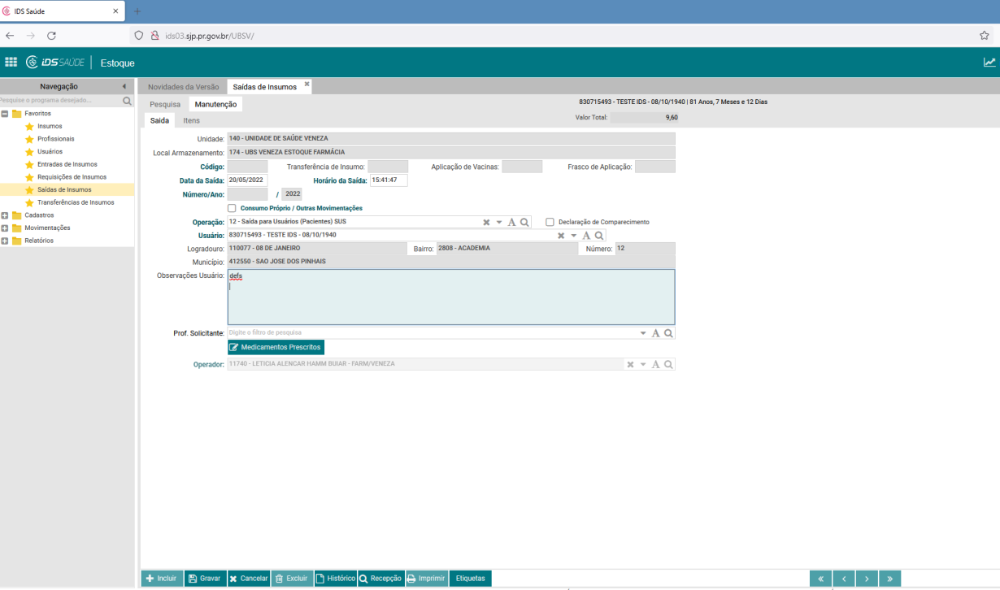 IDS Saúde
ids03.sjp.pr.gov.br/UBSV/
iDS SAÚDE | Estoque
Navegação
Novidades da Versão
Saídas de Insumos
Pesquise o programa desejado...
Pesquisa
Manutenção
830715493 - TESTE IDS - 08/10/1940 | 81 Anos, 7 Meses e 12 Dias
Favoritos
Saida
Itens
Valor Total: 9,60
Insumos
Profissionais
Usuários
Entradas de Insumos
Requisições de Insumos
Saídas de Insumos
Transferências de Insumos
Cadastros
Movimentações
Relatórios
Unidade: 140 - UNIDADE DE SAÚDE VENEZA
Local Armazenamento: 174 - UBS VENEZA ESTOQUE FARMÁCIA
Código: Transferência de Insumo: Aplicação de Vacinas: Frasco de Aplicação:
Data da Saída: 20/05/2022 Horário da Saída: 15:41:47
Número/Ano: / 2022
Consumo Próprio / Outras Movimentações
Operação: 12 - Saída para Usuários (Pacientes) SUS A Declaração de Comparecimento
Usuário: 830715493 - TESTE IDS - 08/10/1940 A
Logradouro: 110077 - 08 DE JANEIRO Bairro: 2808 - ACADEMIA Número: 12
Município: 412550 - SAO JOSE DOS PINHAIS
Observações Usuário: defs
Prof. Solicitante: Digite o filtro de pesquisa A
Medicamentos Prescritos
Operador: 11740 - LETICIA ALENCAR HAMM BUIAR - FARM/VENEZA A
Incluir Gravar Cancelar Excluir Histórico Recepção Imprimir Etiquetas